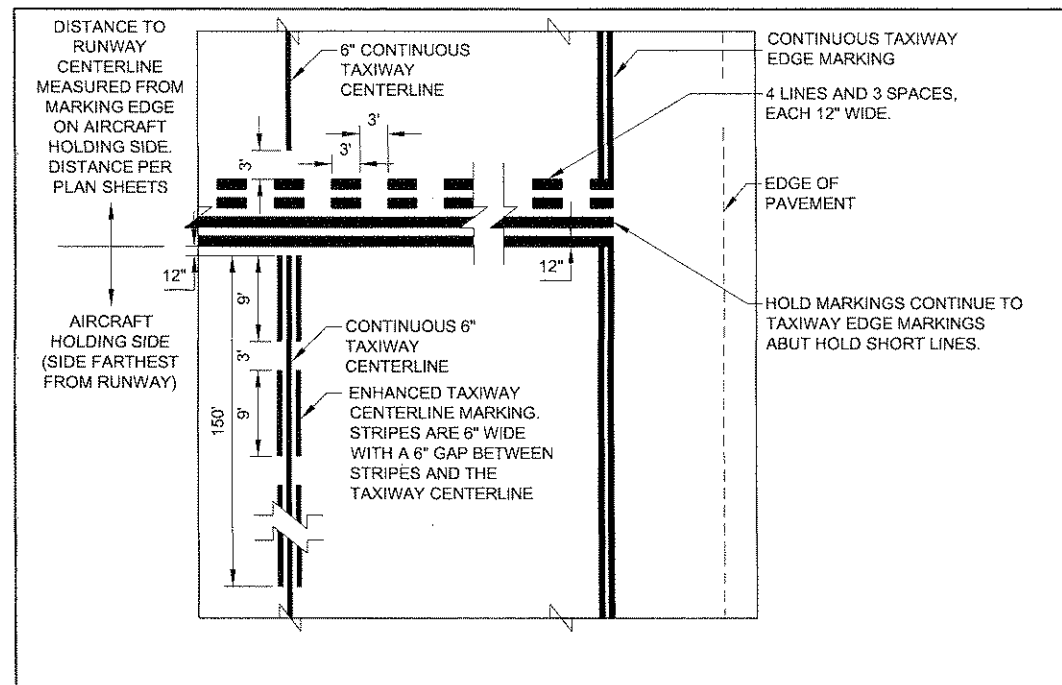 DISTANCE TO
RUNWAY
CENTERLINE
MEASURED FROM
MARKING EDGE
ON AIRCRAFT
HOLDING SIDE.
DISTANCE PER
PLAN SHEETS
6" CONTINUOUS
TAXIWAY
CENTERLINE
CONTINUOUS TAXIWAY
EDGE MARKING
4 LINES AND 3 SPACES,
EACH 12" WIDE.
3'
3'
3'
EDGE OF
PAVEMENT
12"
12"
HOLD MARKINGS CONTINUE TO
TAXIWAY EDGE MARKINGS
ABUT HOLD SHORT LINES.
AIRCRAFT
HOLDING SIDE
(SIDE FARTHEST
FROM RUNWAY)
9'
3'
9'
150'
CONTINUOUS 6"
TAXIWAY
CENTERLINE
ENHANCED TAXIWAY
CENTERLINE MARKING.
STRIPES ARE 6" WIDE
WITH A 6" GAP BETWEEN
STRIPES AND THE
TAXIWAY CENTERLINE